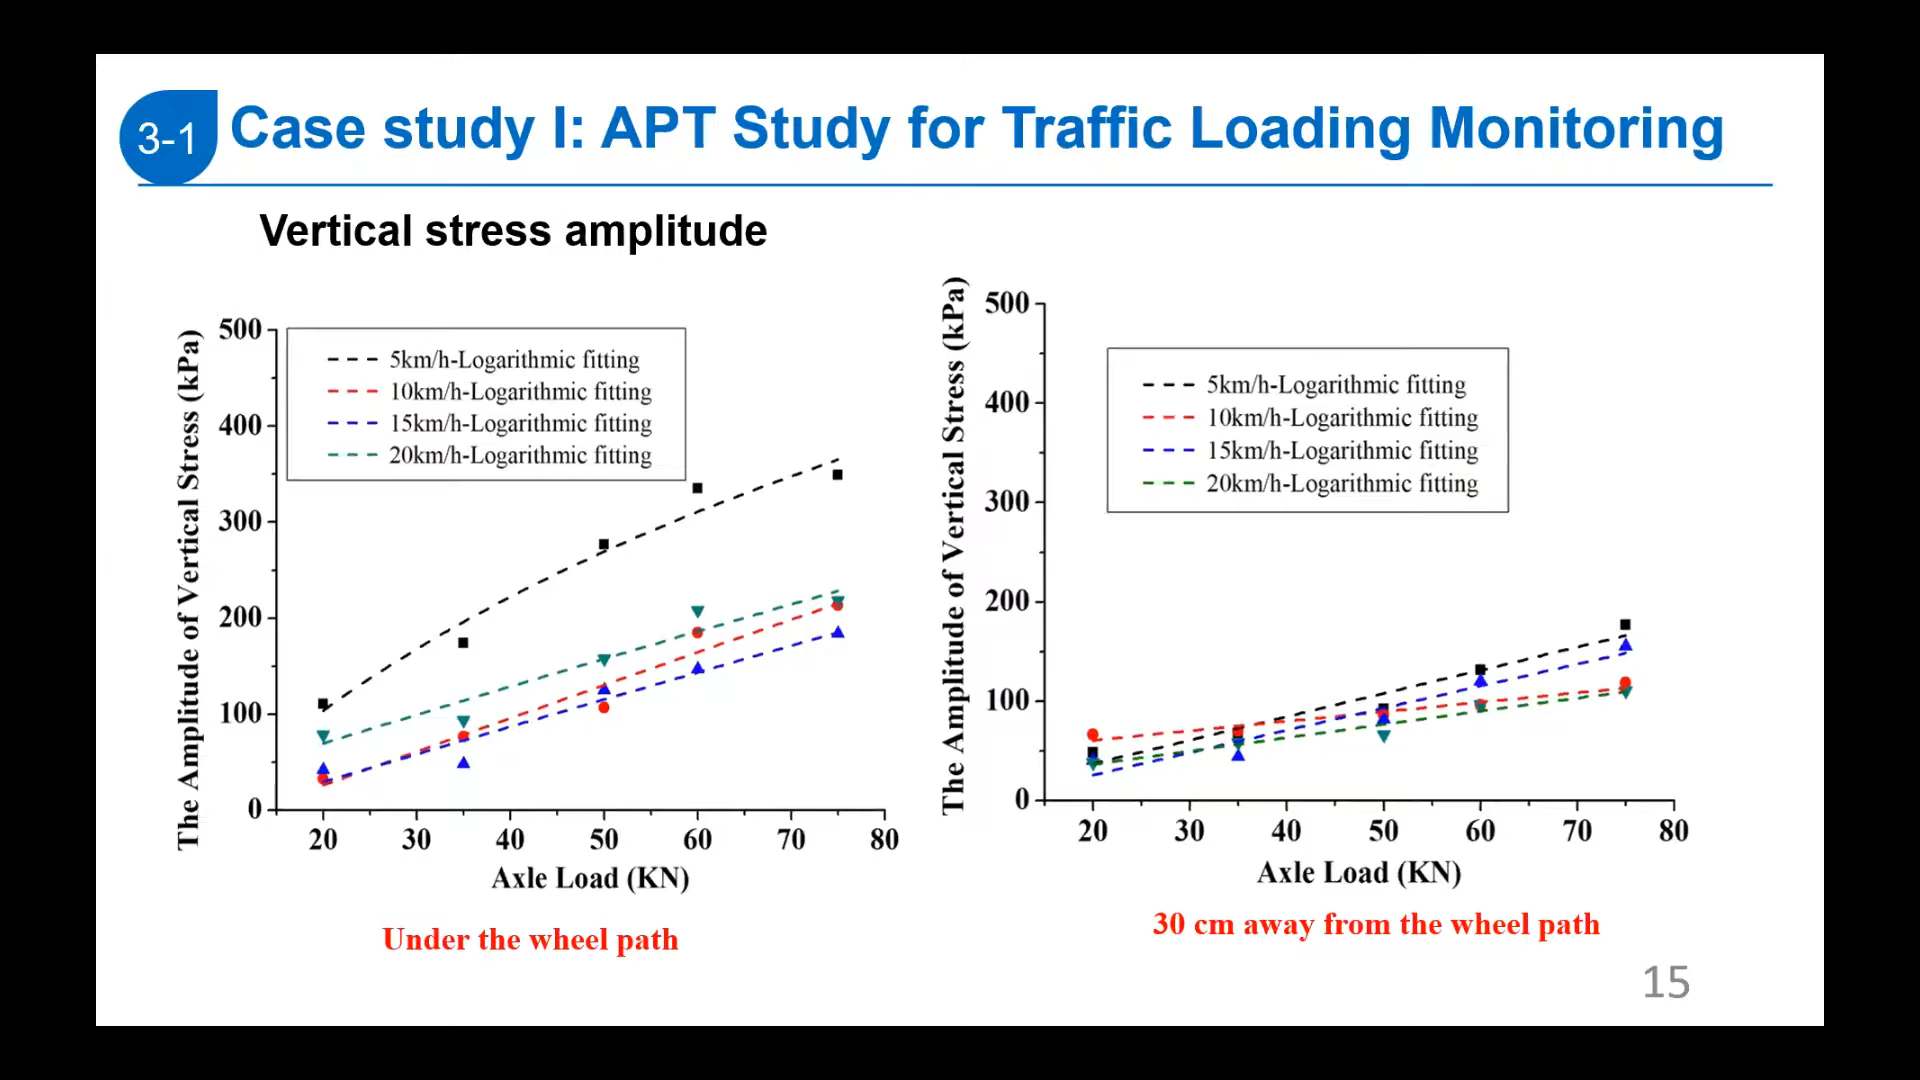 3-1
Case study I: APT Study for Traffic Loading Monitoring
Vertical stress amplitude
The Amplitude of Vertical Stress (kPa)
500
400
300
200
100
0
5km/h-Logarithmic fitting
10km/h-Logarithmic fitting
15km/h-Logarithmic fitting
20km/h-Logarithmic fitting
20 30 40 50 60 70 80
Axle Load (KN)
Under the wheel path
The Amplitude of Vertical Stress (kPa)
500
400
300
200
100
0
5km/h-Logarithmic fitting
10km/h-Logarithmic fitting
15km/h-Logarithmic fitting
20km/h-Logarithmic fitting
20 30 40 50 60 70 80
Axle Load (KN)
30 cm away from the wheel path
15